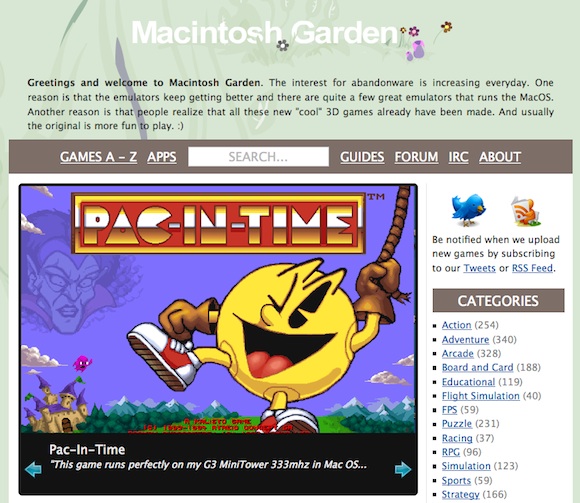 Macintosh Garden
Greetings and welcome to Macintosh Garden. The interest for abandonware is increasing everyday. One
reason is that the emulators keep getting better and there are quite a few great emulators that runs the MacOS.
Another reason is that people realize that all these new "cool" 3D games already have been made. And usually
the original is more fun to play. :)
GAMES A – Z APPS SEARCH... GUIDES FORUM IRC ABOUT
PAC-IN-TIME™
A KALISTO GAME
Pac-In-Time
"This game runs perfectly on my G3 MiniTower 333mhz in Mac OS...
Be notified when we upload
new games by subscribing
to our Tweets or RSS Feed.
CATEGORIES
Action (254)
Adventure (340)
Arcade (328)
Board and Card (188)
Educational (119)
Flight Simulation (40)
FPS (59)
Puzzle (231)
Racing (37)
RPG (96)
Simulation (123)
Sports (59)
Strategy (166)